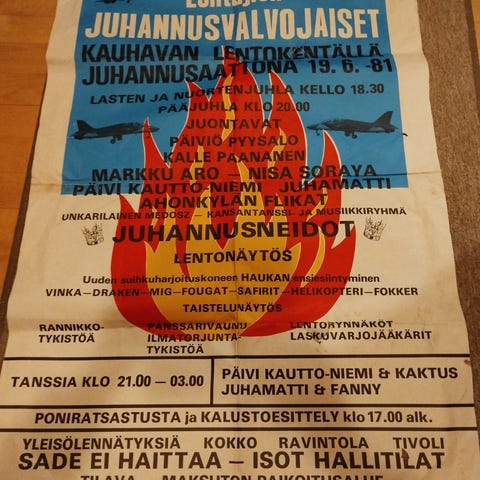 Lentäjien
JUHANNUSVALVOJAISET
KAUHAVAN LENTOKENTÄLLÄ
JUHANNUSAATTONA 19.6.-81
LASTEN JA NUORTENJUHLA KELLO 18.30
PÄÄJUHLA KLO 20.00
JUONTAVAT
PÄIVIÖ PYYSALO
KALLE PAANANEN
MARKKU ARO — NISA SORAYA
PÄIVI KAUTTO-NIEMI JUHAMATTI
AHONKYLÄN FLIKAT
UNKARILAINEN MEDOSZ — KANSANTANSSI- JA MUSIIKKIRYHMÄ
JUHANNUSNEIDOT
LENTONÄYTÖS
Uuden suihkuharjoituskoneen HAUKAN ensiesiintyminen
VINKA—DRAKEN—MIG—FOUGAT—SAFIRIT—HELIKOPTERI—FOKKER
TAISTELUNÄYTÖS
RANNIKKO- PANSSARIVAUNU LENTORYNNÄKÖT
TYKISTÖÄ ILMATORJUNTA- LASKUVARJOJÄÄKÄRIT
TYKISTÖÄ
TANSSIA KLO 21.00 — 03.00
PÄIVI KAUTTO-NIEMI & KAKTUS
JUHAMATTI & FANNY
PONIRATSASTUSTA ja KALUSTOESITTELY klo 17.00 alk.
YLEISÖLENNÄTYKSIÄ KOKKO RAVINTOLA TIVOLI
SADE EI HAITTAA — ISOT HALLITILAT
TILAVA MAKSUTON PAIKOITUSALUE